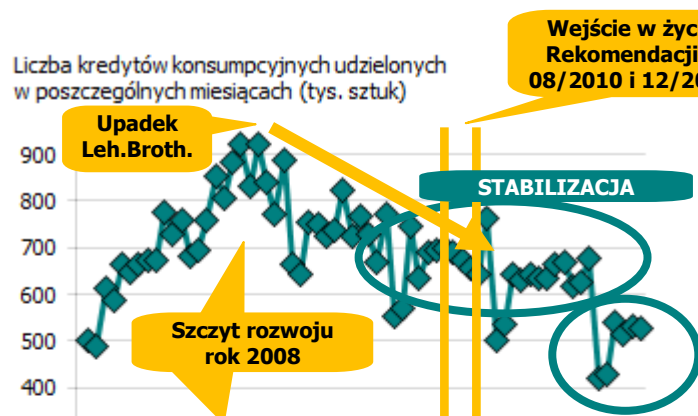 Wejście w życ
Rekomendacji
08/2010 i 12/20
Liczba kredytów konsumpcyjnych udzielonych
w poszczególnych miesiącach (tys. sztuk)
Upadek
Leh.Broth.
STABILIZACJA
900
800
700
600
500
400
Szczyt rozwoju
rok 2008